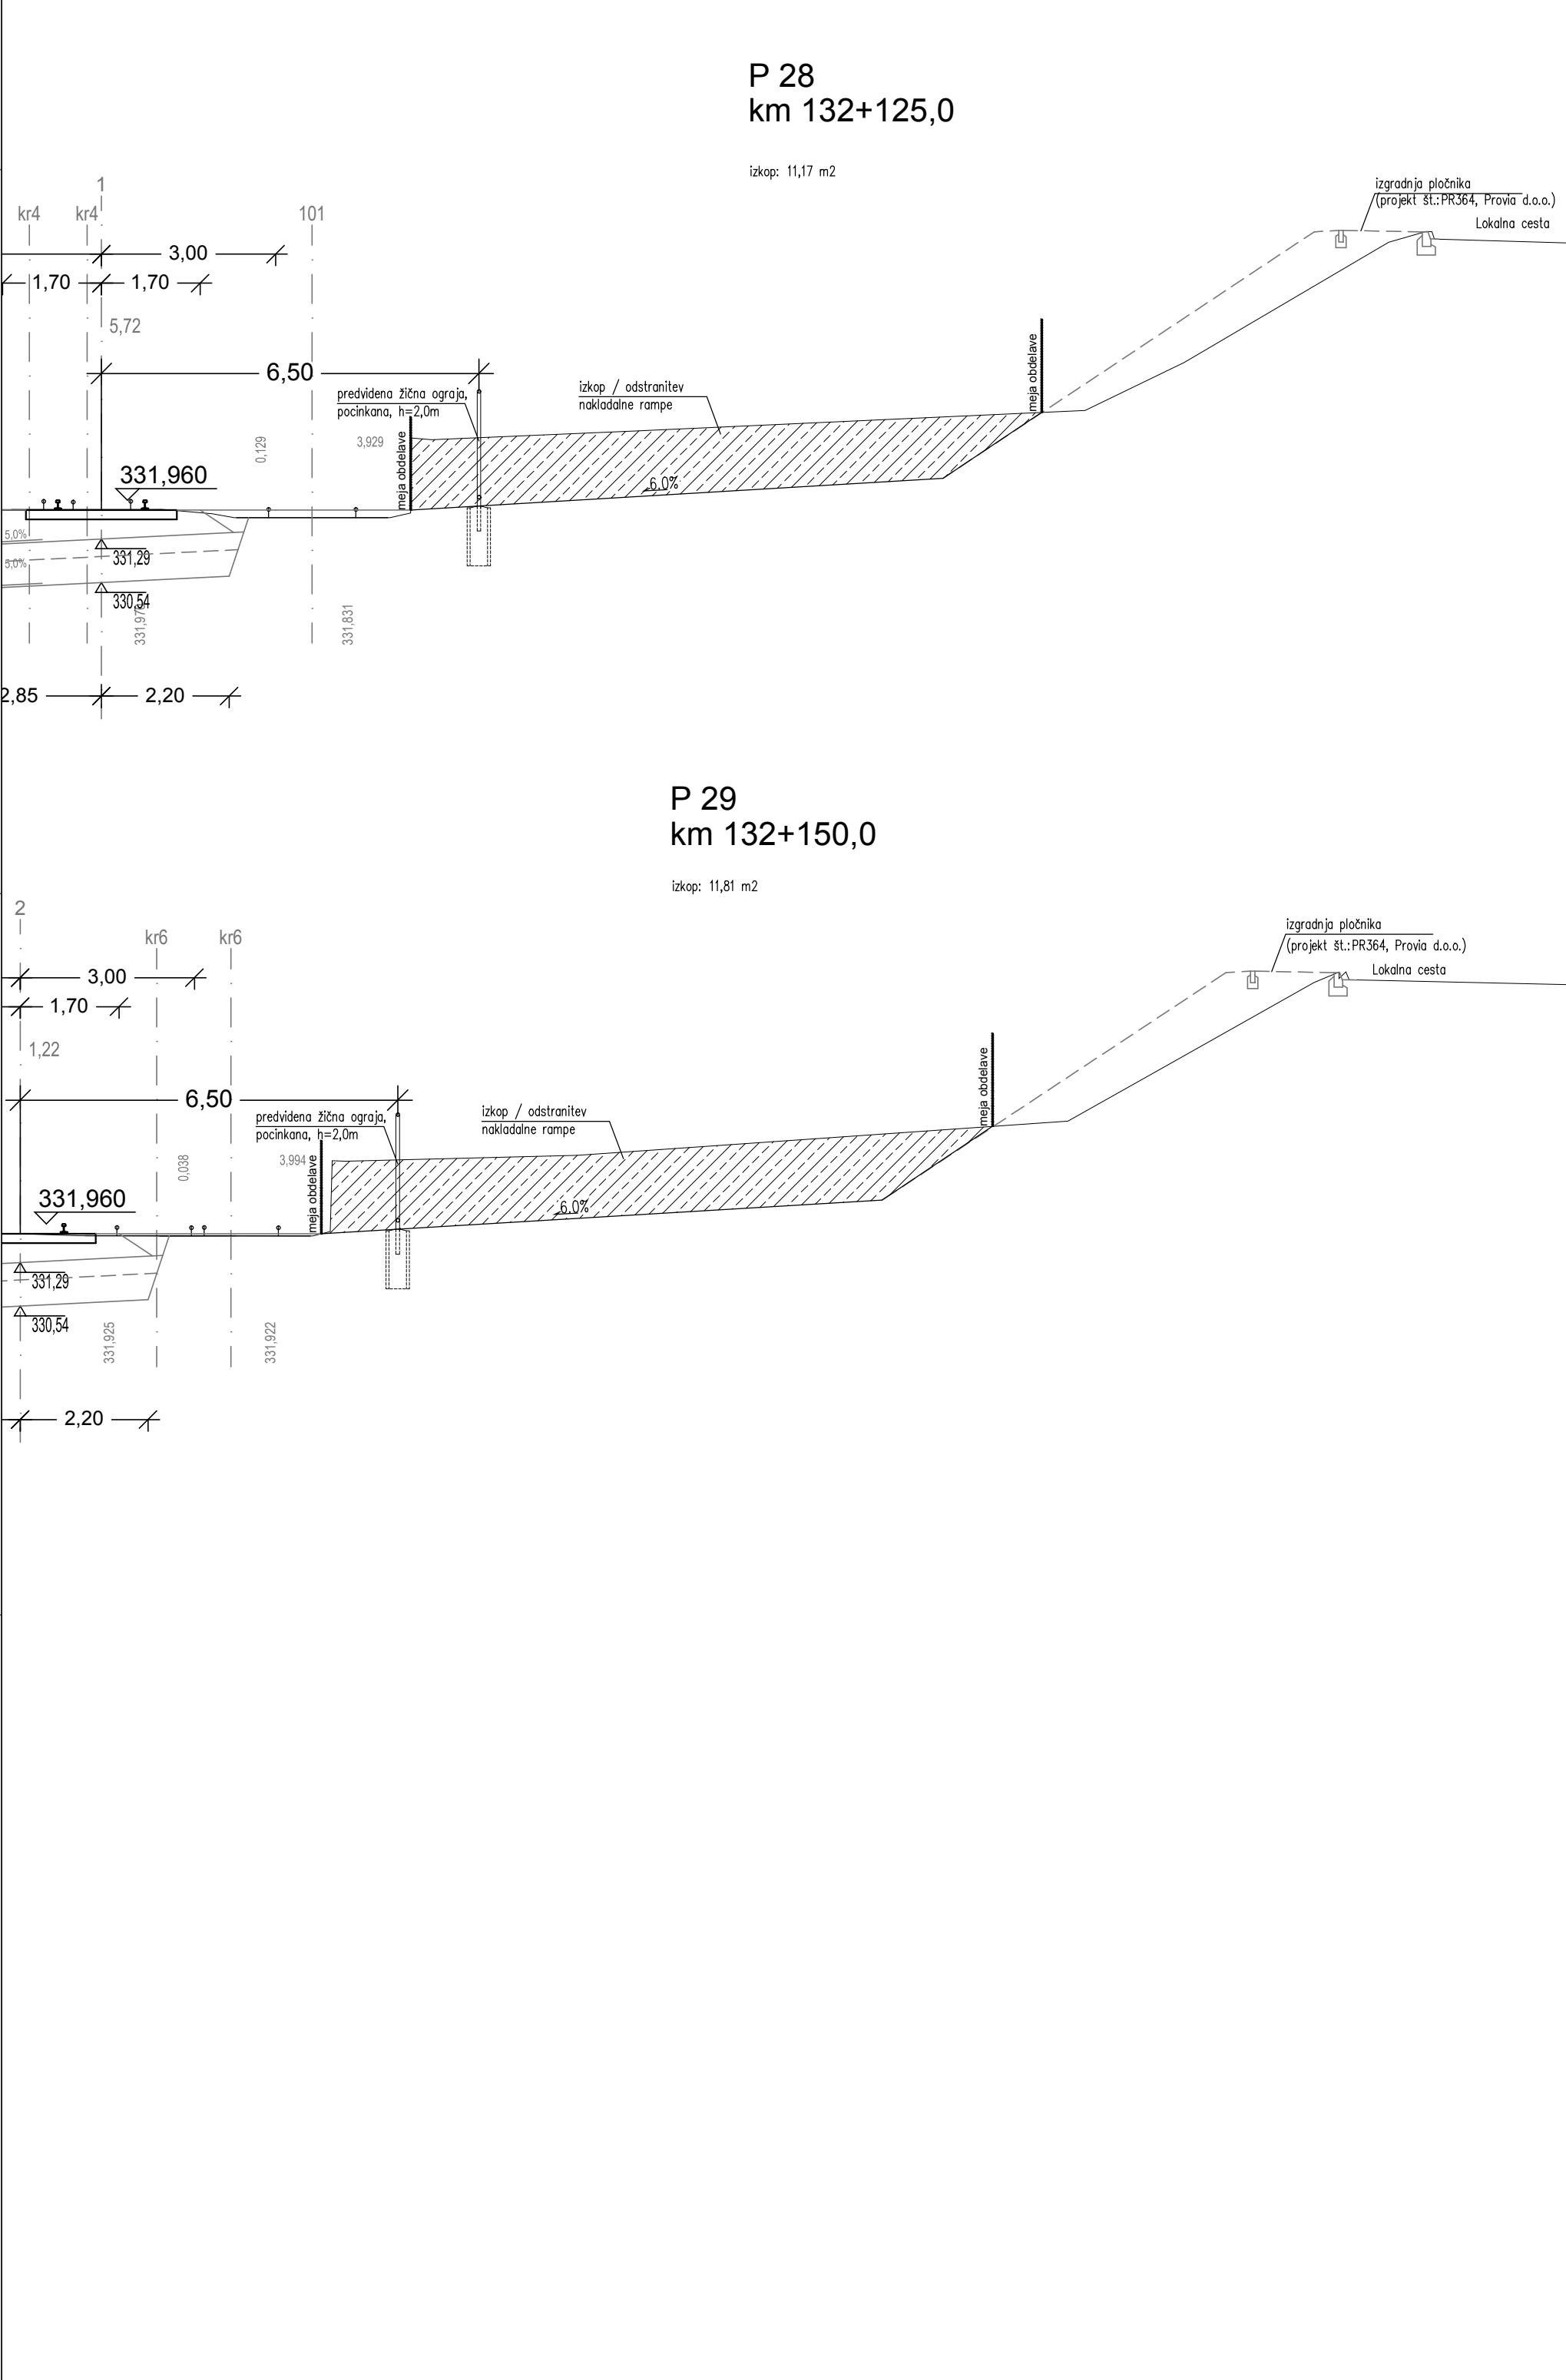 P 28
km 132+125,0
izkop: 11,17 m2
izgradnja pločnika
(projekt št.:PR364, Provia d.o.o.)
Lokalna cesta
1
kr4
kr4
101
3,00
1,70
1,70
5,72
6,50
meja obdelave
predvidena žična ograja,
pocinkana, h=2,0m
izkop / odstranitev
nakladalne rampe
0,129
3,929
meja obdelave
331,960
6.0%
5,0%
5,0%
331,29
330,54
331,831
2,85
2,20
P 29
km 132+150,0
izkop: 11,81 m2
izgradnja pločnika
(projekt št.:PR364, Provia d.o.o.)
Lokalna cesta
2
kr6
kr6
3,00
1,70
1,22
6,50
meja obdelave
predvidena žična ograja,
pocinkana, h=2,0m
izkop / odstranitev
nakladalne rampe
0,038
3,994
meja obdelave
331,960
6.0%
331,29
330,54
331,925
331,922
2,20